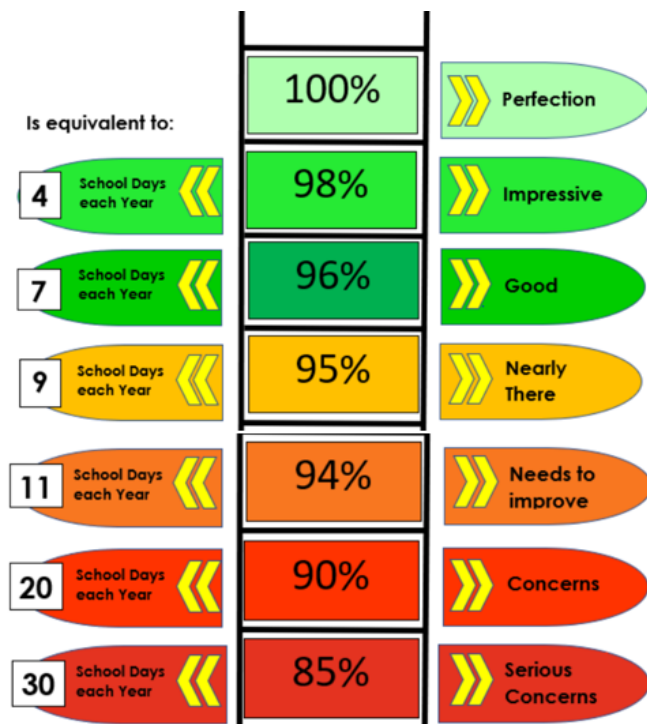 100%
Perfection
Is equivalent to:
4
School Days
each Year
98%
Impressive
7
School Days
each Year
96%
Good
9
School Days
each Year
95%
Nearly
There
11
School Days
each Year
94%
Needs to
improve
20
School Days
each Year
90%
Concerns
30
School Days
each Year
85%
Serious
Concerns